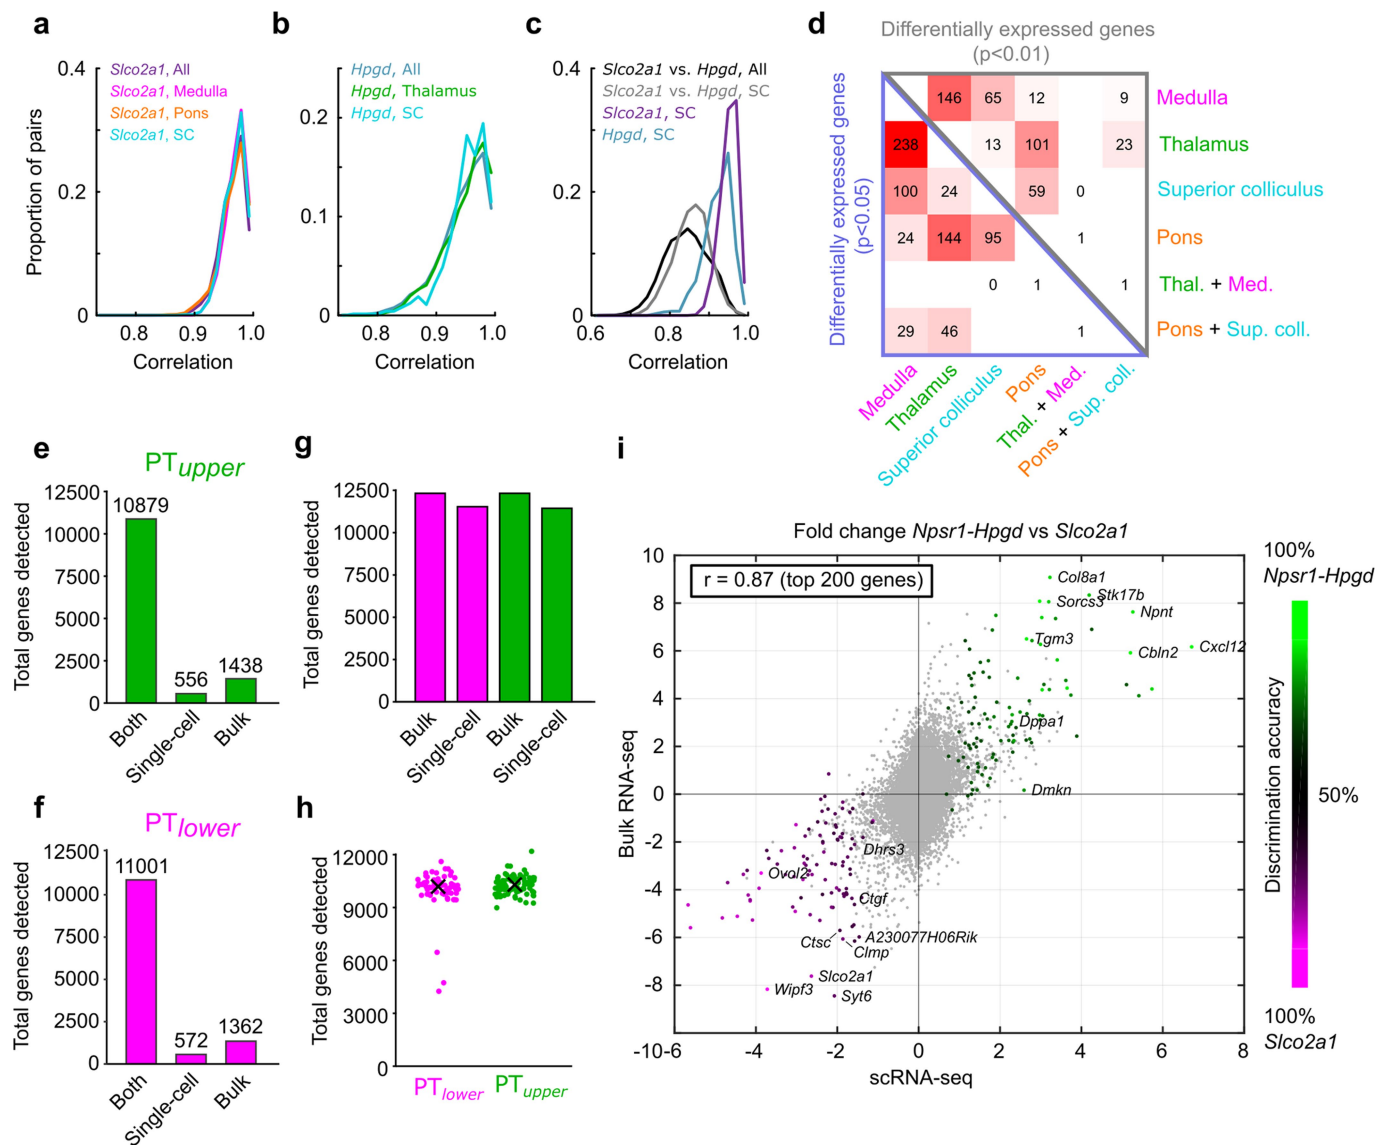 a
Slco2a1, All
Slco2a1, Medulla
Slco2a1, Pons
Slco2a1, SC
0.4
0.2
0
0.8
0.9
1.0
Proportion of pairs
Correlation
b
Hpgd, All
Hpgd, Thalamus
Hpgd, SC
0.2
0.1
0
0.8
0.9
1.0
Correlation
c
Slco2a1 vs. Hpgd, All
Slco2a1 vs. Hpgd, SC
Slco2a1, SC
Hpgd, SC
0.4
0.2
0
0.6
0.8
1.0
Correlation
d
Differentially expressed genes
(p<0.01)
Differentially expressed genes
(p<0.05)
146 65 12 9 Medulla
238 13 101 23 Thalamus
100 24 59 0 Superior colliculus
24 144 95 1 Pons
0 1 1 Thal. + Med.
29 46 1 Pons + Sup. coll.
Medulla
Thalamus
Superior colliculus
Pons
Thal. + Med.
Pons + Sup. coll.
e
PTupper
Total genes detected
12500
10000
7500
5000
2500
0
10879
556
1438
Both
Single-cell
Bulk
g
Total genes detected
12500
10000
7500
5000
2500
0
Bulk
Single-cell
Bulk
Single-cell
f
PTlower
Total genes detected
12500
10000
7500
5000
2500
0
11001
572
1362
Both
Single-cell
Bulk
h
Total genes detected
12000
9000
6000
3000
0
PTlower
PTupper
i
Fold change Npsr1-Hpgd vs Slco2a1
r = 0.87 (top 200 genes)
Bulk RNA-seq
10
8
6
4
2
0
-2
-4
-6
-8
-10
-6
-4
-2
0
2
4
6
8
scRNA-seq
Col8a1
Stk17b
Sorcs3
Npnt
Tgm3
Cbln2
Cxcl12
Dppa1
Dmkn
Dhrs3
Ovol2
Ctgf
Ctsc
A230077H06Rik
Clmp
Slco2a1
Wipf3
Syt6
100%
Npsr1-Hpgd
Discrimination accuracy
50%
100%
Slco2a1